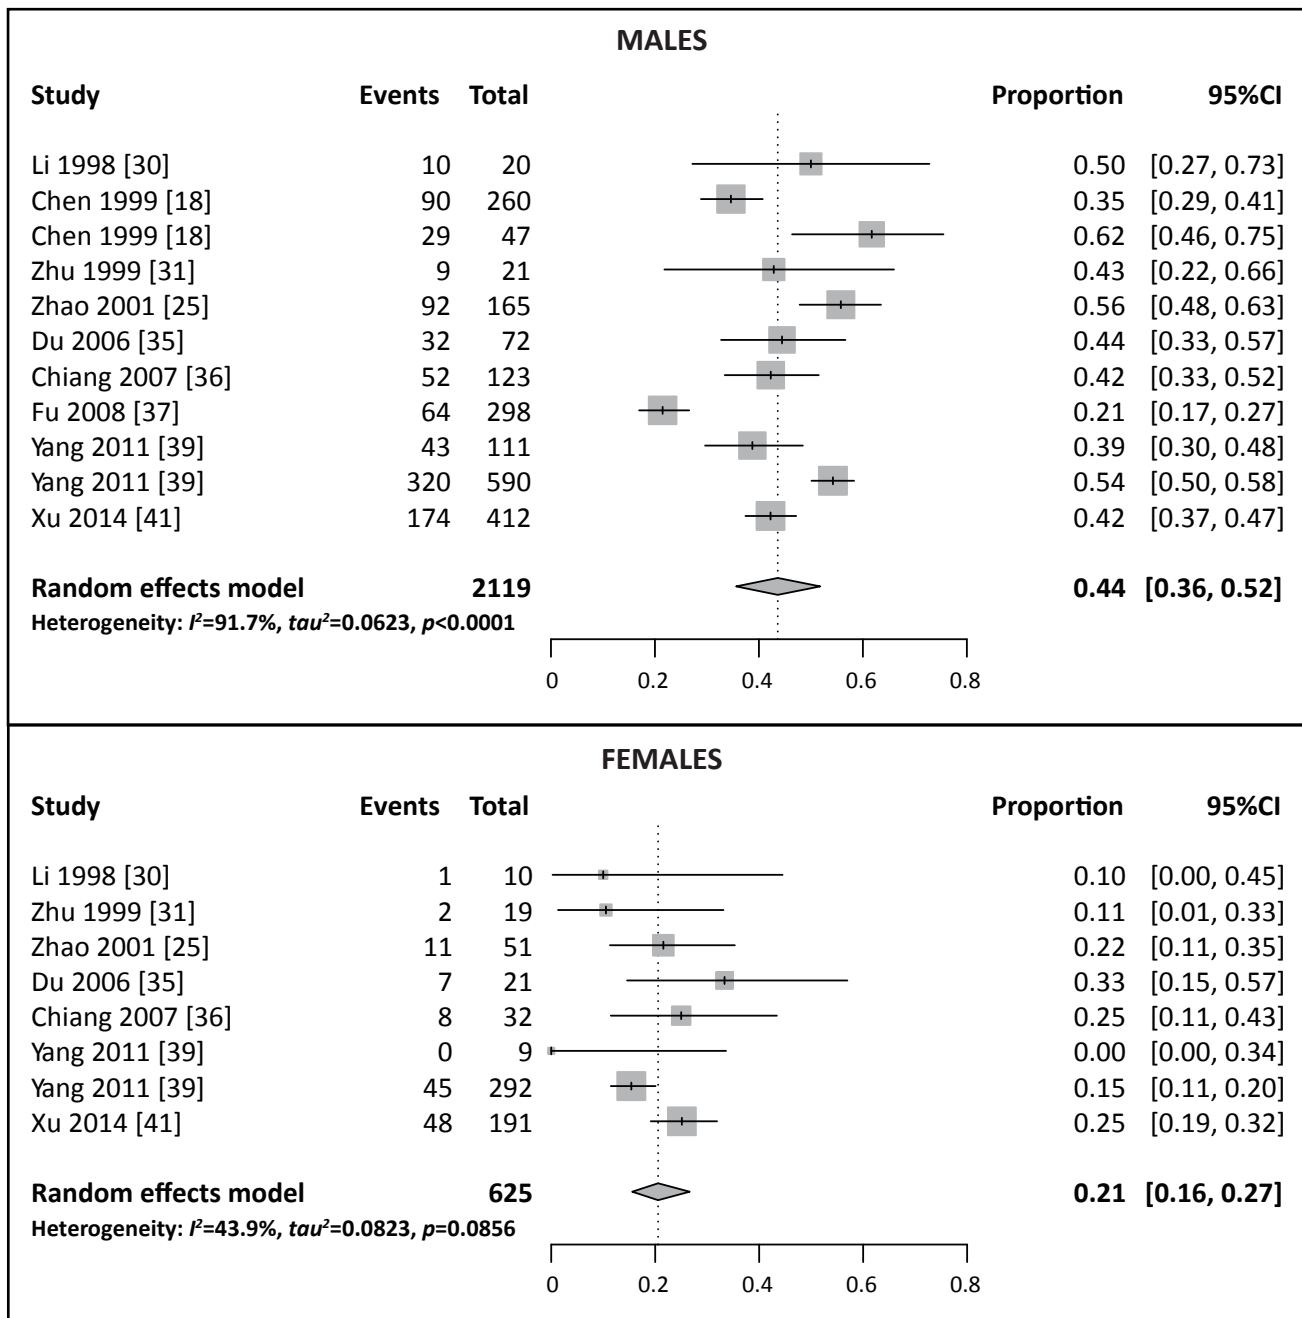 MALES
Study Events Total Proportion 95%CI
Li 1998 [30] 10 20 0.50 [0.27, 0.73]
Chen 1999 [18] 90 260 0.35 [0.29, 0.41]
Chen 1999 [18] 29 47 0.62 [0.46, 0.75]
Zhu 1999 [31] 9 21 0.43 [0.22, 0.66]
Zhao 2001 [25] 92 165 0.56 [0.48, 0.63]
Du 2006 [35] 32 72 0.44 [0.33, 0.57]
Chiang 2007 [36] 52 123 0.42 [0.33, 0.52]
Fu 2008 [37] 64 298 0.21 [0.17, 0.27]
Yang 2011 [39] 43 111 0.39 [0.30, 0.48]
Yang 2011 [39] 320 590 0.54 [0.50, 0.58]
Xu 2014 [41] 174 412 0.42 [0.37, 0.47]
Random effects model 2119 0.44 [0.36, 0.52]
Heterogeneity: I²=91.7%, tau²=0.0623, p<0.0001
0 0.2 0.4 0.6 0.8
FEMALES
Study Events Total Proportion 95%CI
Li 1998 [30] 1 10 0.10 [0.00, 0.45]
Zhu 1999 [31] 2 19 0.11 [0.01, 0.33]
Zhao 2001 [25] 11 51 0.22 [0.11, 0.35]
Du 2006 [35] 7 21 0.33 [0.15, 0.57]
Chiang 2007 [36] 8 32 0.25 [0.11, 0.43]
Yang 2011 [39] 0 9 0.00 [0.00, 0.34]
Yang 2011 [39] 45 292 0.15 [0.11, 0.20]
Xu 2014 [41] 48 191 0.25 [0.19, 0.32]
Random effects model 625 0.21 [0.16, 0.27]
Heterogeneity: I²=43.9%, tau²=0.0823, p=0.0856
0 0.2 0.4 0.6 0.8